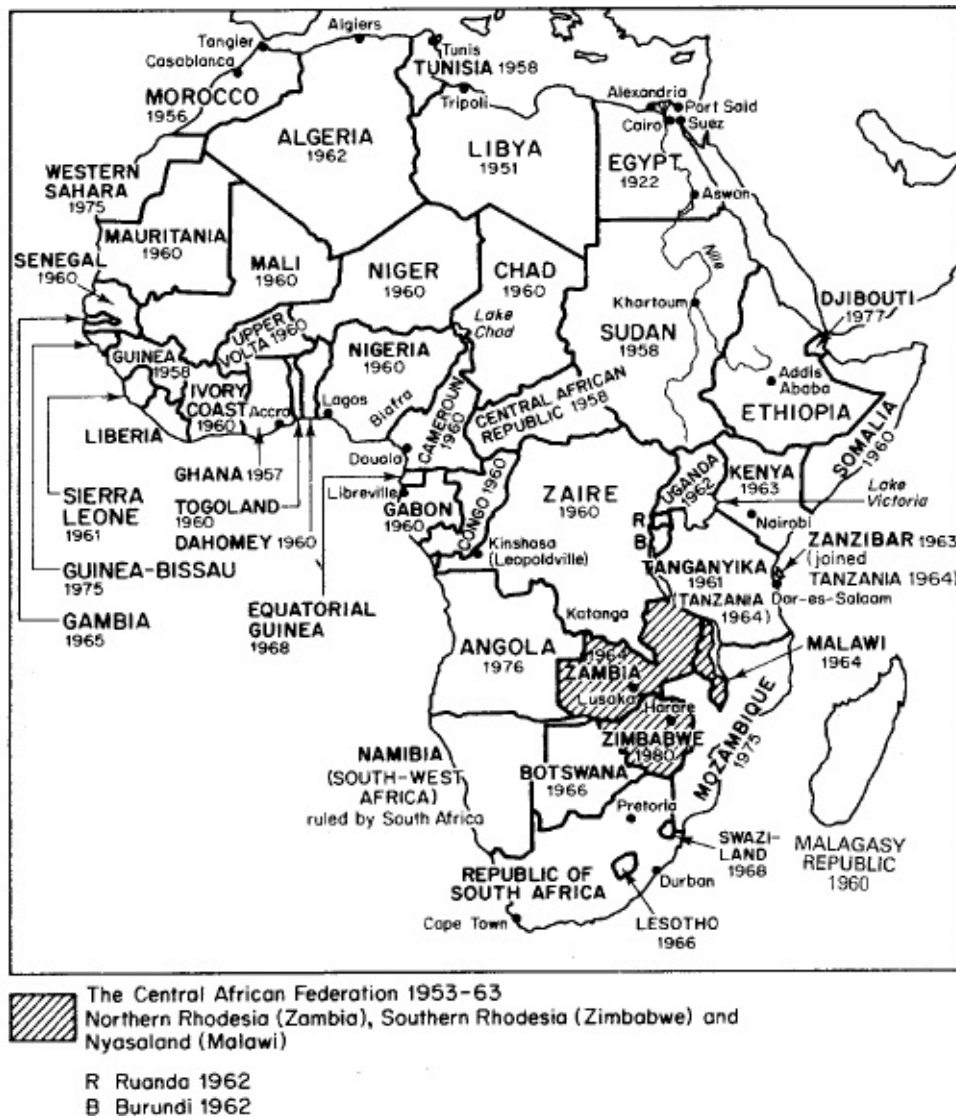 Algiers
Tangier
Casablanca
Tunis
TUNISIA 1958
MOROCCO
1956
Tripoli
Alexandria
Port Said
Cairo
Suez
ALGERIA
1962
LIBYA
1951
EGYPT
1922
Aswan
WESTERN
SAHARA
1975
MAURITANIA
1960
SENEGAL
1960
MALI
1960
NIGER
1960
CHAD
1960
Nile
Khartoum
DJIBOUTI
1977
Lake
Chad
SUDAN
1958
UPPER
VOLTA 1960
GUINEA
1958
NIGERIA
1960
IVORY
COAST
1960
Accra
Lagos
Biafra
CAMEROUN
1960
CENTRAL AFRICAN
REPUBLIC 1958
Addis
Ababa
ETHIOPIA
SOMALIA
1960
LIBERIA
Douala
GHANA 1957
Libreville
UGANDA
1962
KENYA
1963
Lake
Victoria
SIERRA
LEONE
1961
TOGOLAND
1960
DAHOMEY 1960
GABON
1960
CONGO 1960
ZAIRE
1960
R
B
Nairobi
Kinshasa
(Leopoldville)
ZANZIBAR 1963
(joined
TANZANIA 1964)
GUINEA-BISSAU
1975
TANGANYIKA
1961
(TANZANIA
1964)
Dar-es-Salaam
GAMBIA
1965
EQUATORIAL
GUINEA
1968
Katanga
ANGOLA
1976
1964
ZAMBIA
Lusaka
MALAWI
1964
Harare
ZIMBABWE
1980
MOZAMBIQUE
1975
NAMIBIA
(SOUTH-WEST
AFRICA)
ruled by South Africa
BOTSWANA
1966
Pretoria
SWAZI-
LAND
1968
MALAGASY
REPUBLIC
1960
REPUBLIC OF
SOUTH AFRICA
Durban
Cape Town
LESOTHO
1966
The Central African Federation 1953-63
Northern Rhodesia (Zambia), Southern Rhodesia (Zimbabwe) and
Nyasaland (Malawi)
R Ruanda 1962
B Burundi 1962